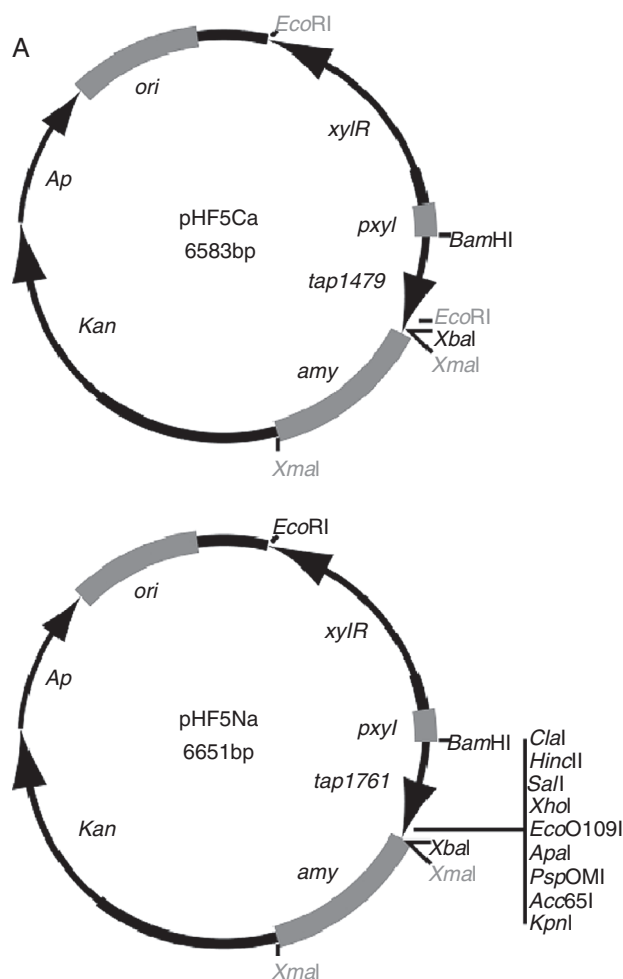 A
EcoRI
ori
xylR
Ap
pHF5Ca
6583bp
pxyl
BamHI
tap1479
EcoRI
Kan
XbaI
XmaI
amy
XmaI
EcoRI
ori
xylR
Ap
pHF5Na
6651bp
pxyl
BamHI
tap1761
ClaI
HincII
SalI
XhoI
EcoO109I
ApaI
PspOMI
Acc65I
KpnI
Kan
XbaI
XmaI
amy
XmaI